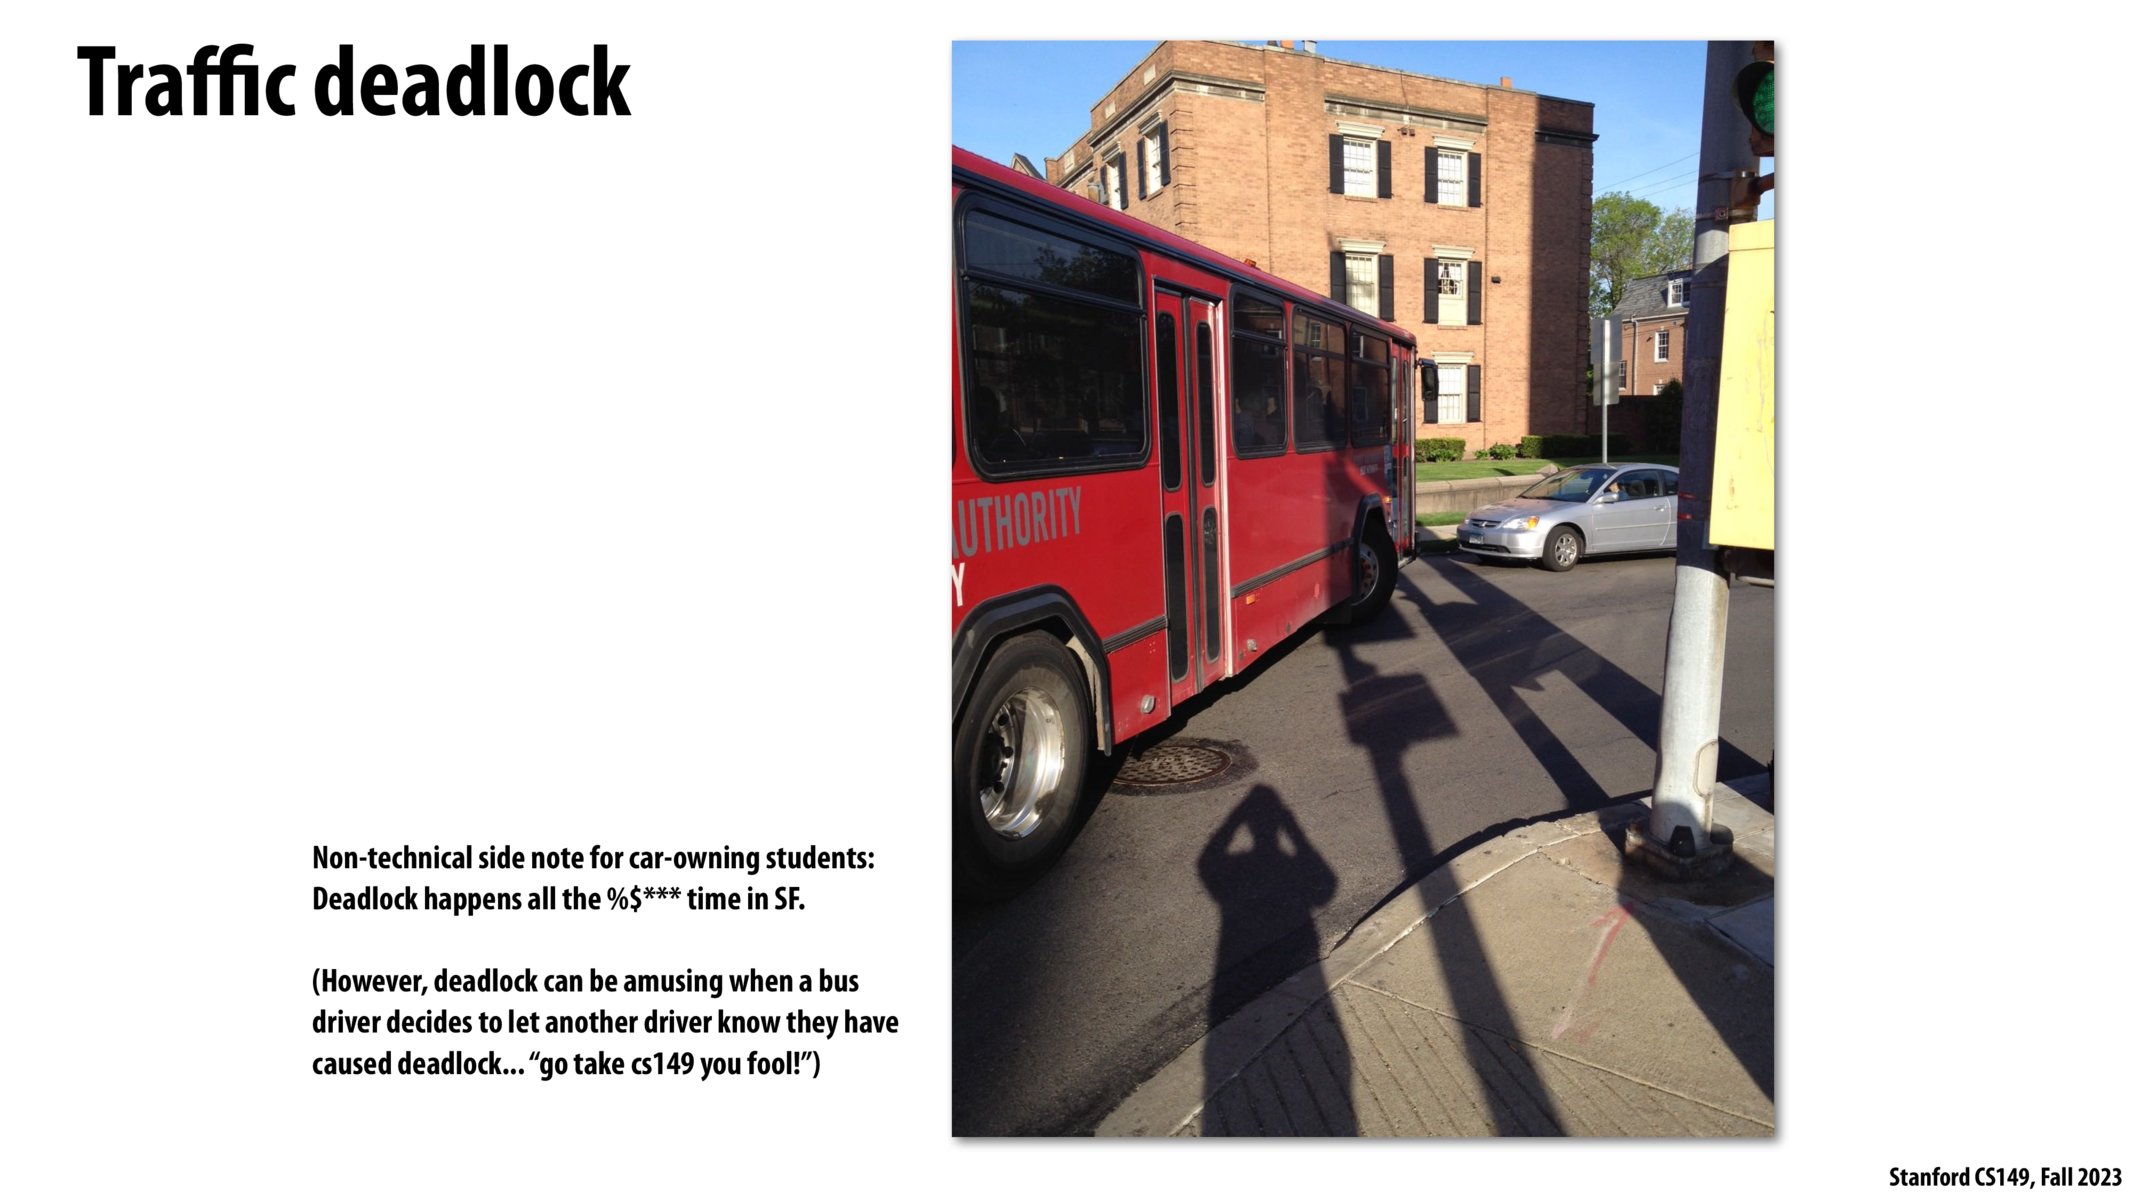 Traffic deadlock
Non-technical side note for car-owning students:
Deadlock happens all the %$*** time in SF.
(However, deadlock can be amusing when a bus
driver decides to let another driver know they have
caused deadlock... “go take cs149 you fool!”)
AUTHORITY
Y
Stanford CS149, Fall 2023